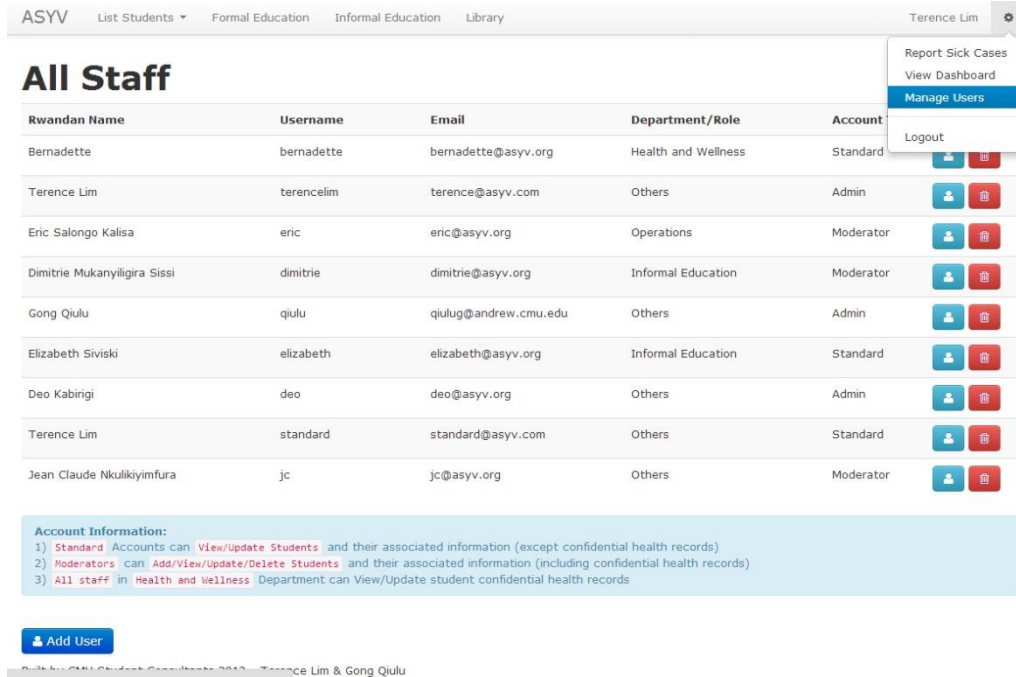 ASYV List Students Formal Education Informal Education Library Terence Lim
Report Sick Cases
View Dashboard
Manage Users
Logout
All Staff
Rwandan Name Username Email Department/Role Account
Bernadette bernadette bernadette@asyv.org Health and Wellness Standard
Terence Lim terencelim terence@asyv.com Others Admin
Eric Salongo Kalisa eric eric@asyv.org Operations Moderator
Dimitrie Mukanyiligira Sissi dimitrie dimitrie@asyv.org Informal Education Moderator
Gong Qiulu qiulu qiulug@andrew.cmu.edu Others Admin
Elizabeth Siviski elizabeth elizabeth@asyv.org Informal Education Standard
Deo Kabirigi deo deo@asyv.org Others Admin
Terence Lim standard standard@asyv.com Others Standard
Jean Claude Nkulikiyimfura jc jc@asyv.org Others Moderator
Account Information:
1) Standard Accounts can View/Update Students and their associated information (except confidential health records)
2) Moderators can Add/View/Update/Delete Students and their associated information (including confidential health records)
3) All staff in Health and Wellness Department can View/Update student confidential health records
Add User
Built by CMU Student Consultants 2013 Terence Lim & Gong Qiulu